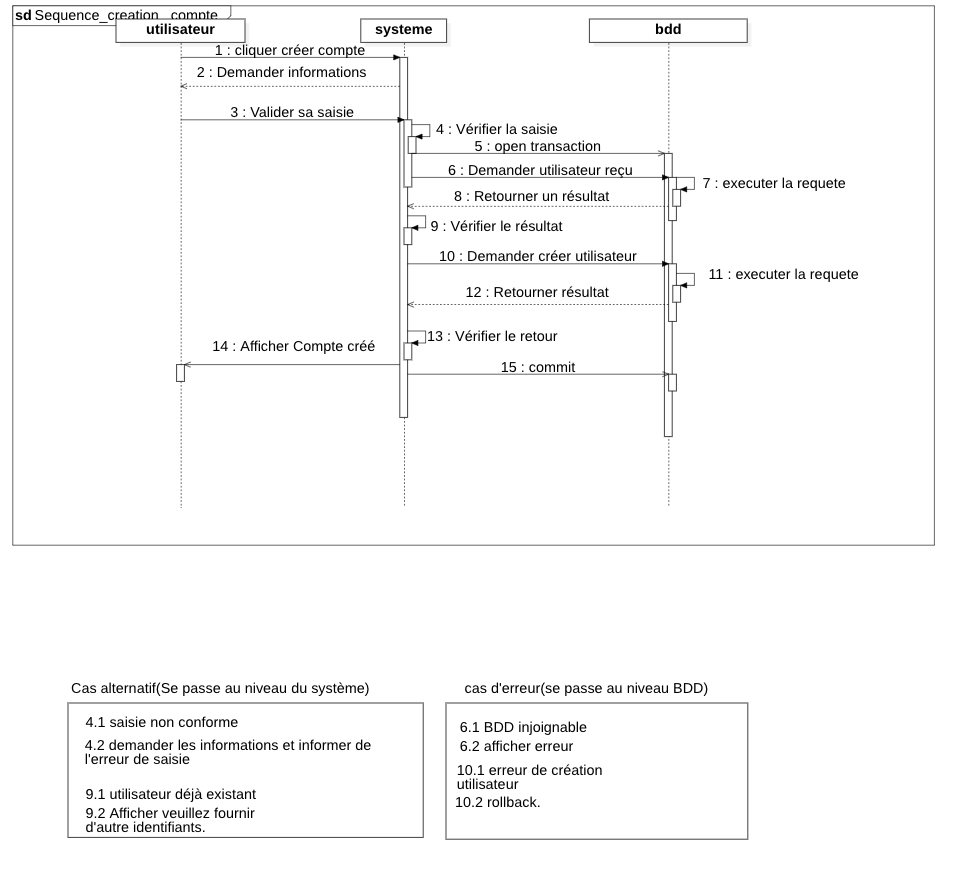 sd Sequence_creation_ compte
utilisateur
systeme
bdd
1 : cliquer créer compte
2 : Demander informations
3 : Valider sa saisie
4 : Vérifier la saisie
5 : open transaction
6 : Demander utilisateur reçu
7 : executer la requete
8 : Retourner un résultat
9 : Vérifier le résultat
10 : Demander créer utilisateur
11 : executer la requete
12 : Retourner résultat
13 : Vérifier le retour
14 : Afficher Compte créé
15 : commit
Cas alternatif(Se passe au niveau du système)
4.1 saisie non conforme
4.2 demander les informations et informer de
l'erreur de saisie
9.1 utilisateur déjà existant
9.2 Afficher veuillez fournir
d'autre identifiants.
cas d'erreur(se passe au niveau BDD)
6.1 BDD injoignable
6.2 afficher erreur
10.1 erreur de création
utilisateur
10.2 rollback.